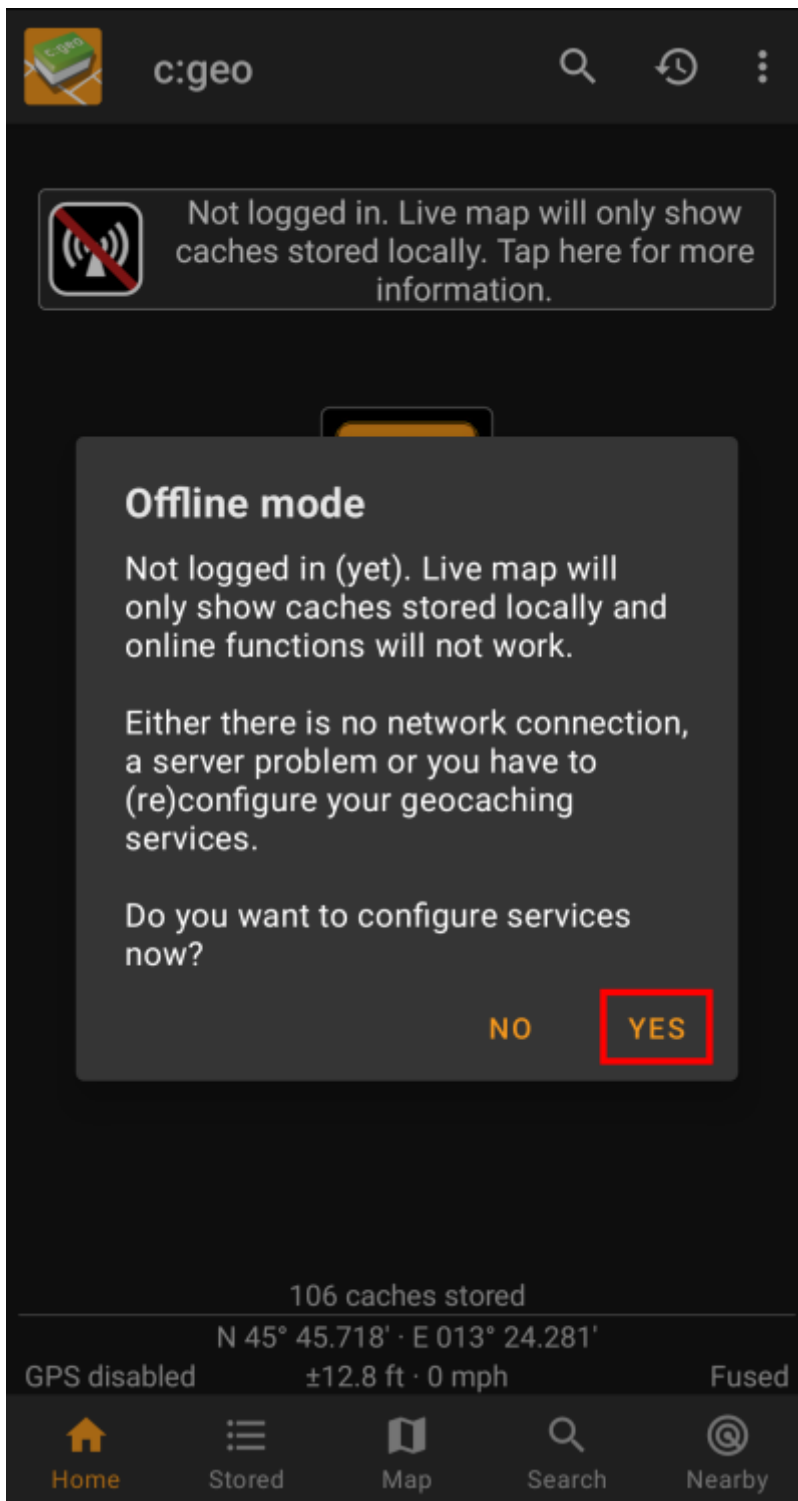 c:geo
c:geo
Not logged in. Live map will only show
caches stored locally. Tap here for more
information.
Offline mode
Not logged in (yet). Live map will
only show caches stored locally and
online functions will not work.
Either there is no network connection,
a server problem or you have to
(re)configure your geocaching
services.
Do you want to configure services
now?
NO YES
106 caches stored
N 45° 45.718' · E 013° 24.281'
GPS disabled ±12.8 ft · 0 mph Fused
Home Stored Map Search Nearby